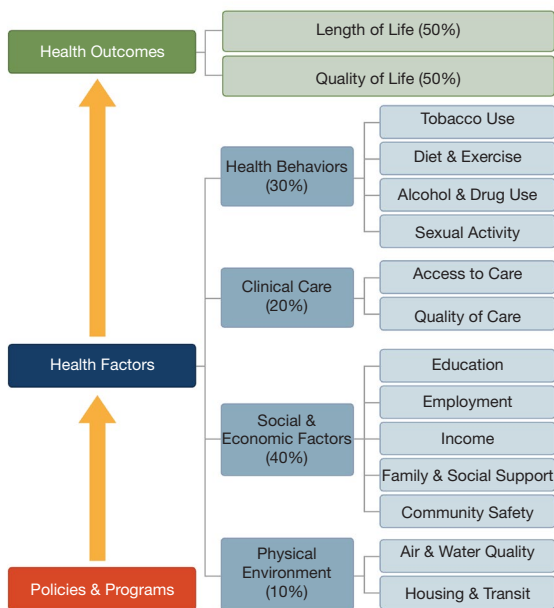 Health Outcomes
Length of Life (50%)
Quality of Life (50%)
Health Factors
Health Behaviors
(30%)
Tobacco Use
Diet & Exercise
Alcohol & Drug Use
Sexual Activity
Clinical Care
(20%)
Access to Care
Quality of Care
Social &
Economic Factors
(40%)
Education
Employment
Income
Family & Social Support
Community Safety
Physical
Environment
(10%)
Air & Water Quality
Housing & Transit
Policies & Programs